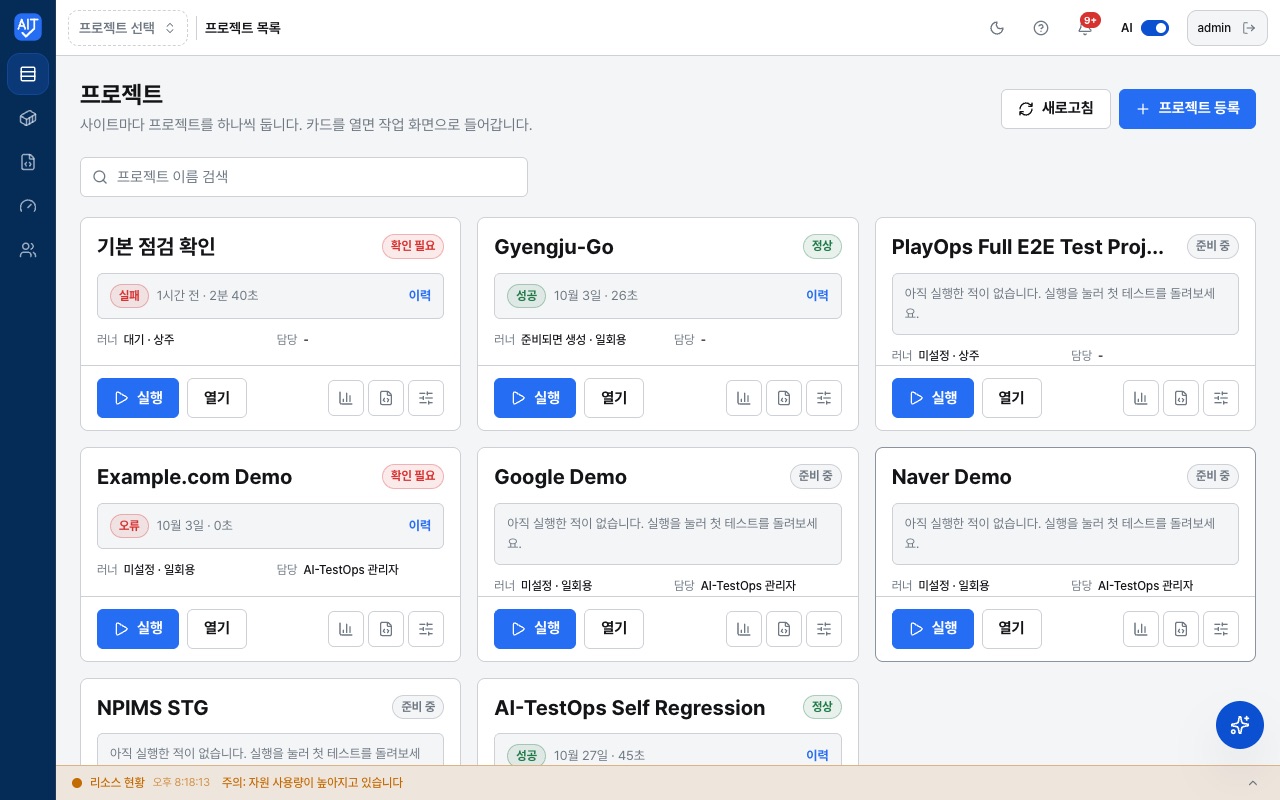 AIT
프로젝트 선택
프로젝트 목록
9+
AI
admin
프로젝트
사이트마다 프로젝트를 하나씩 둡니다. 카드를 열면 작업 화면으로 들어갑니다.
새로고침
프로젝트 등록
프로젝트 이름 검색
기본 점검 확인
확인 필요
실패 1시간 전 · 2분 40초 이력
러너 대기 · 상주 담당 -
실행 열기
Gyengju-Go
정상
성공 10월 3일 · 26초 이력
러너 준비되면 생성 · 일회용 담당 -
실행 열기
PlayOps Full E2E Test Proj...
준비 중
아직 실행한 적이 없습니다. 실행을 눌러 첫 테스트를 돌려보세
요.
러너 미설정 · 상주 담당 -
실행 열기
Example.com Demo
확인 필요
오류 10월 3일 · 0초 이력
러너 미설정 · 일회용 담당 AI-TestOps 관리자
실행 열기
Google Demo
준비 중
아직 실행한 적이 없습니다. 실행을 눌러 첫 테스트를 돌려보세
요.
러너 미설정 · 일회용 담당 AI-TestOps 관리자
실행 열기
Naver Demo
준비 중
아직 실행한 적이 없습니다. 실행을 눌러 첫 테스트를 돌려보세
요.
러너 미설정 · 일회용 담당 AI-TestOps 관리자
실행 열기
NPIMS STG
준비 중
아직 실행한 적이 없습니다. 실행을 눌러 첫 테스트를 돌려보세
AI-TestOps Self Regression
정상
성공 10월 27일 · 45초 이력
리소스 현황 오후 8:18:13 주의: 자원 사용량이 높아지고 있습니다